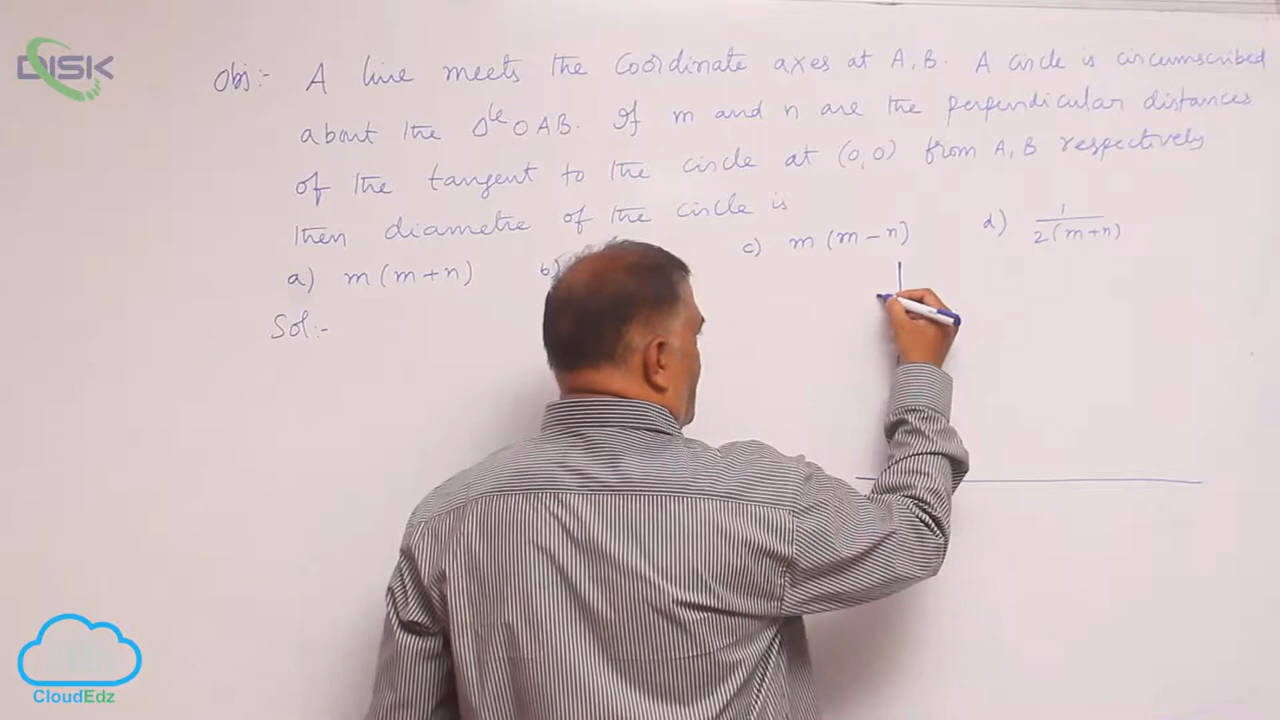 DISK
Obj:- A line meets the coordinate axes at A, B. A circle is circumscribed
about the Δle OAB. If m and n are the perpendicular distances
of the tangent to the circle at (0,0) from A, B respectively
then diametre of the circle is
a) m(m+n) b) c) m(m-n) d) 1/2(m+n)
Sol:-
CloudEdz